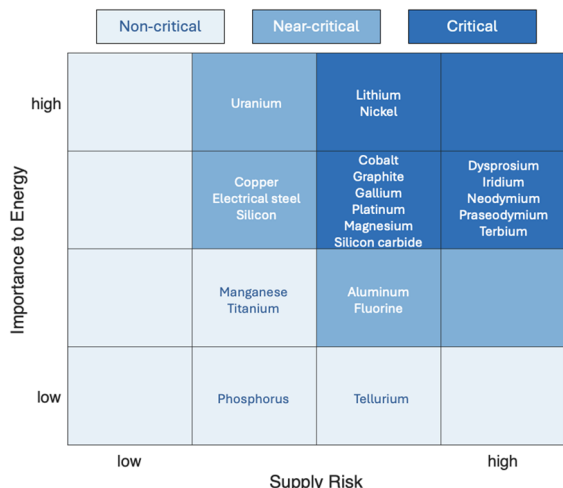 Non-critical
Near-critical
Critical
Importance to Energy
high
Uranium
Lithium
Nickel
Copper
Electrical steel
Silicon
Cobalt
Graphite
Gallium
Platinum
Magnesium
Silicon carbide
Dysprosium
Iridium
Neodymium
Praseodymium
Terbium
Manganese
Titanium
Aluminum
Fluorine
low
Phosphorus
Tellurium
low
high
Supply Risk